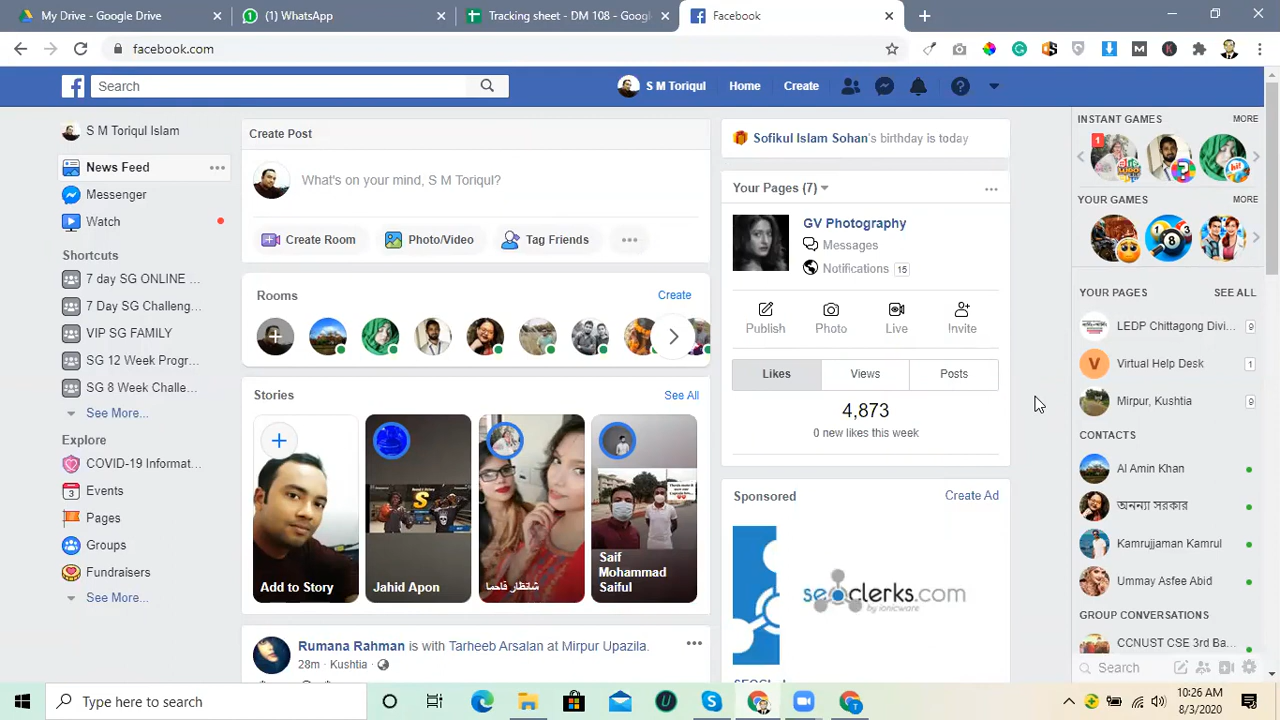 My Drive - Google Drive
(1) WhatsApp
Tracking sheet - DM 108 - Googl
Facebook
facebook.com
Search
S M Toriqul
Home
Create
S M Toriqul Islam
News Feed
Messenger
Watch
Shortcuts
7 day SG ONLINE ...
7 Day SG Challeng...
VIP SG FAMILY
SG 12 Week Progr...
SG 8 Week Challe...
See More...
Explore
COVID-19 Informat...
Events
Pages
Groups
Fundraisers
See More...
Create Post
What's on your mind, S M Toriqul?
Create Room
Photo/Video
Tag Friends
Rooms
Create
Stories
See All
Add to Story
Jahid Apon
شانظار فاحما
Saif
Mohammad
Saiful
Rumana Rahman is with Tarheeb Arsalan at Mirpur Upazila.
28m · Kushtia ·
Sofikul Islam Sohan's birthday is today
Your Pages (7)
GV Photography
Messages
Notifications 15
Publish
Photo
Live
Invite
Likes
Views
Posts
4,873
0 new likes this week
Sponsored
Create Ad
seoclerks.com
by ionicware
INSTANT GAMES
MORE
1
YOUR GAMES
MORE
8
YOUR PAGES
SEE ALL
LEDP Chittagong Divi...
9
V
Virtual Help Desk
1
Mirpur, Kushtia
9
CONTACTS
Al Amin Khan
অনন্যা সরকার
Kamrujjaman Kamrul
Ummay Asfee Abid
GROUP CONVERSATIONS
CCNUST CSE 3rd Ba...
Search
Type here to search
10:26 AM
8/3/2020